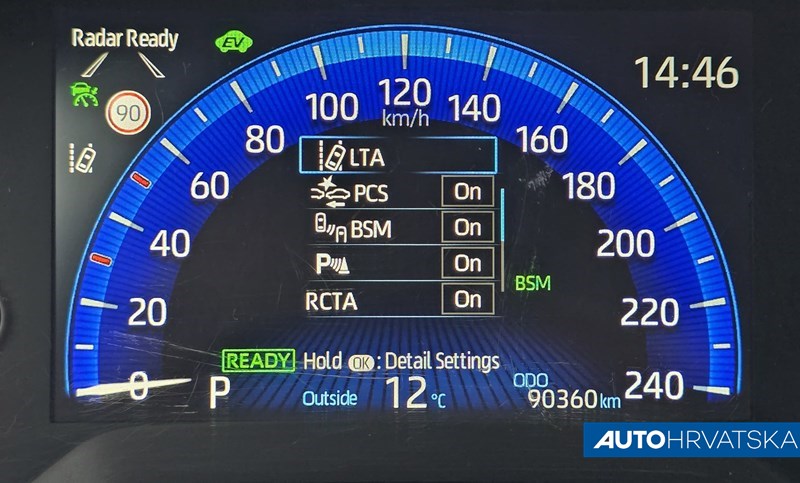 Radar Ready
EV
14:46
90
0
20
40
60
80
100
120
140
160
180
200
220
240
km/h
LTA
PCS On
BSM On
P On
RCTA On
BSM
READY Hold OK : Detail Settings
P
Outside 12 °C
ODO
90360 km
AUTOHRVATSKA